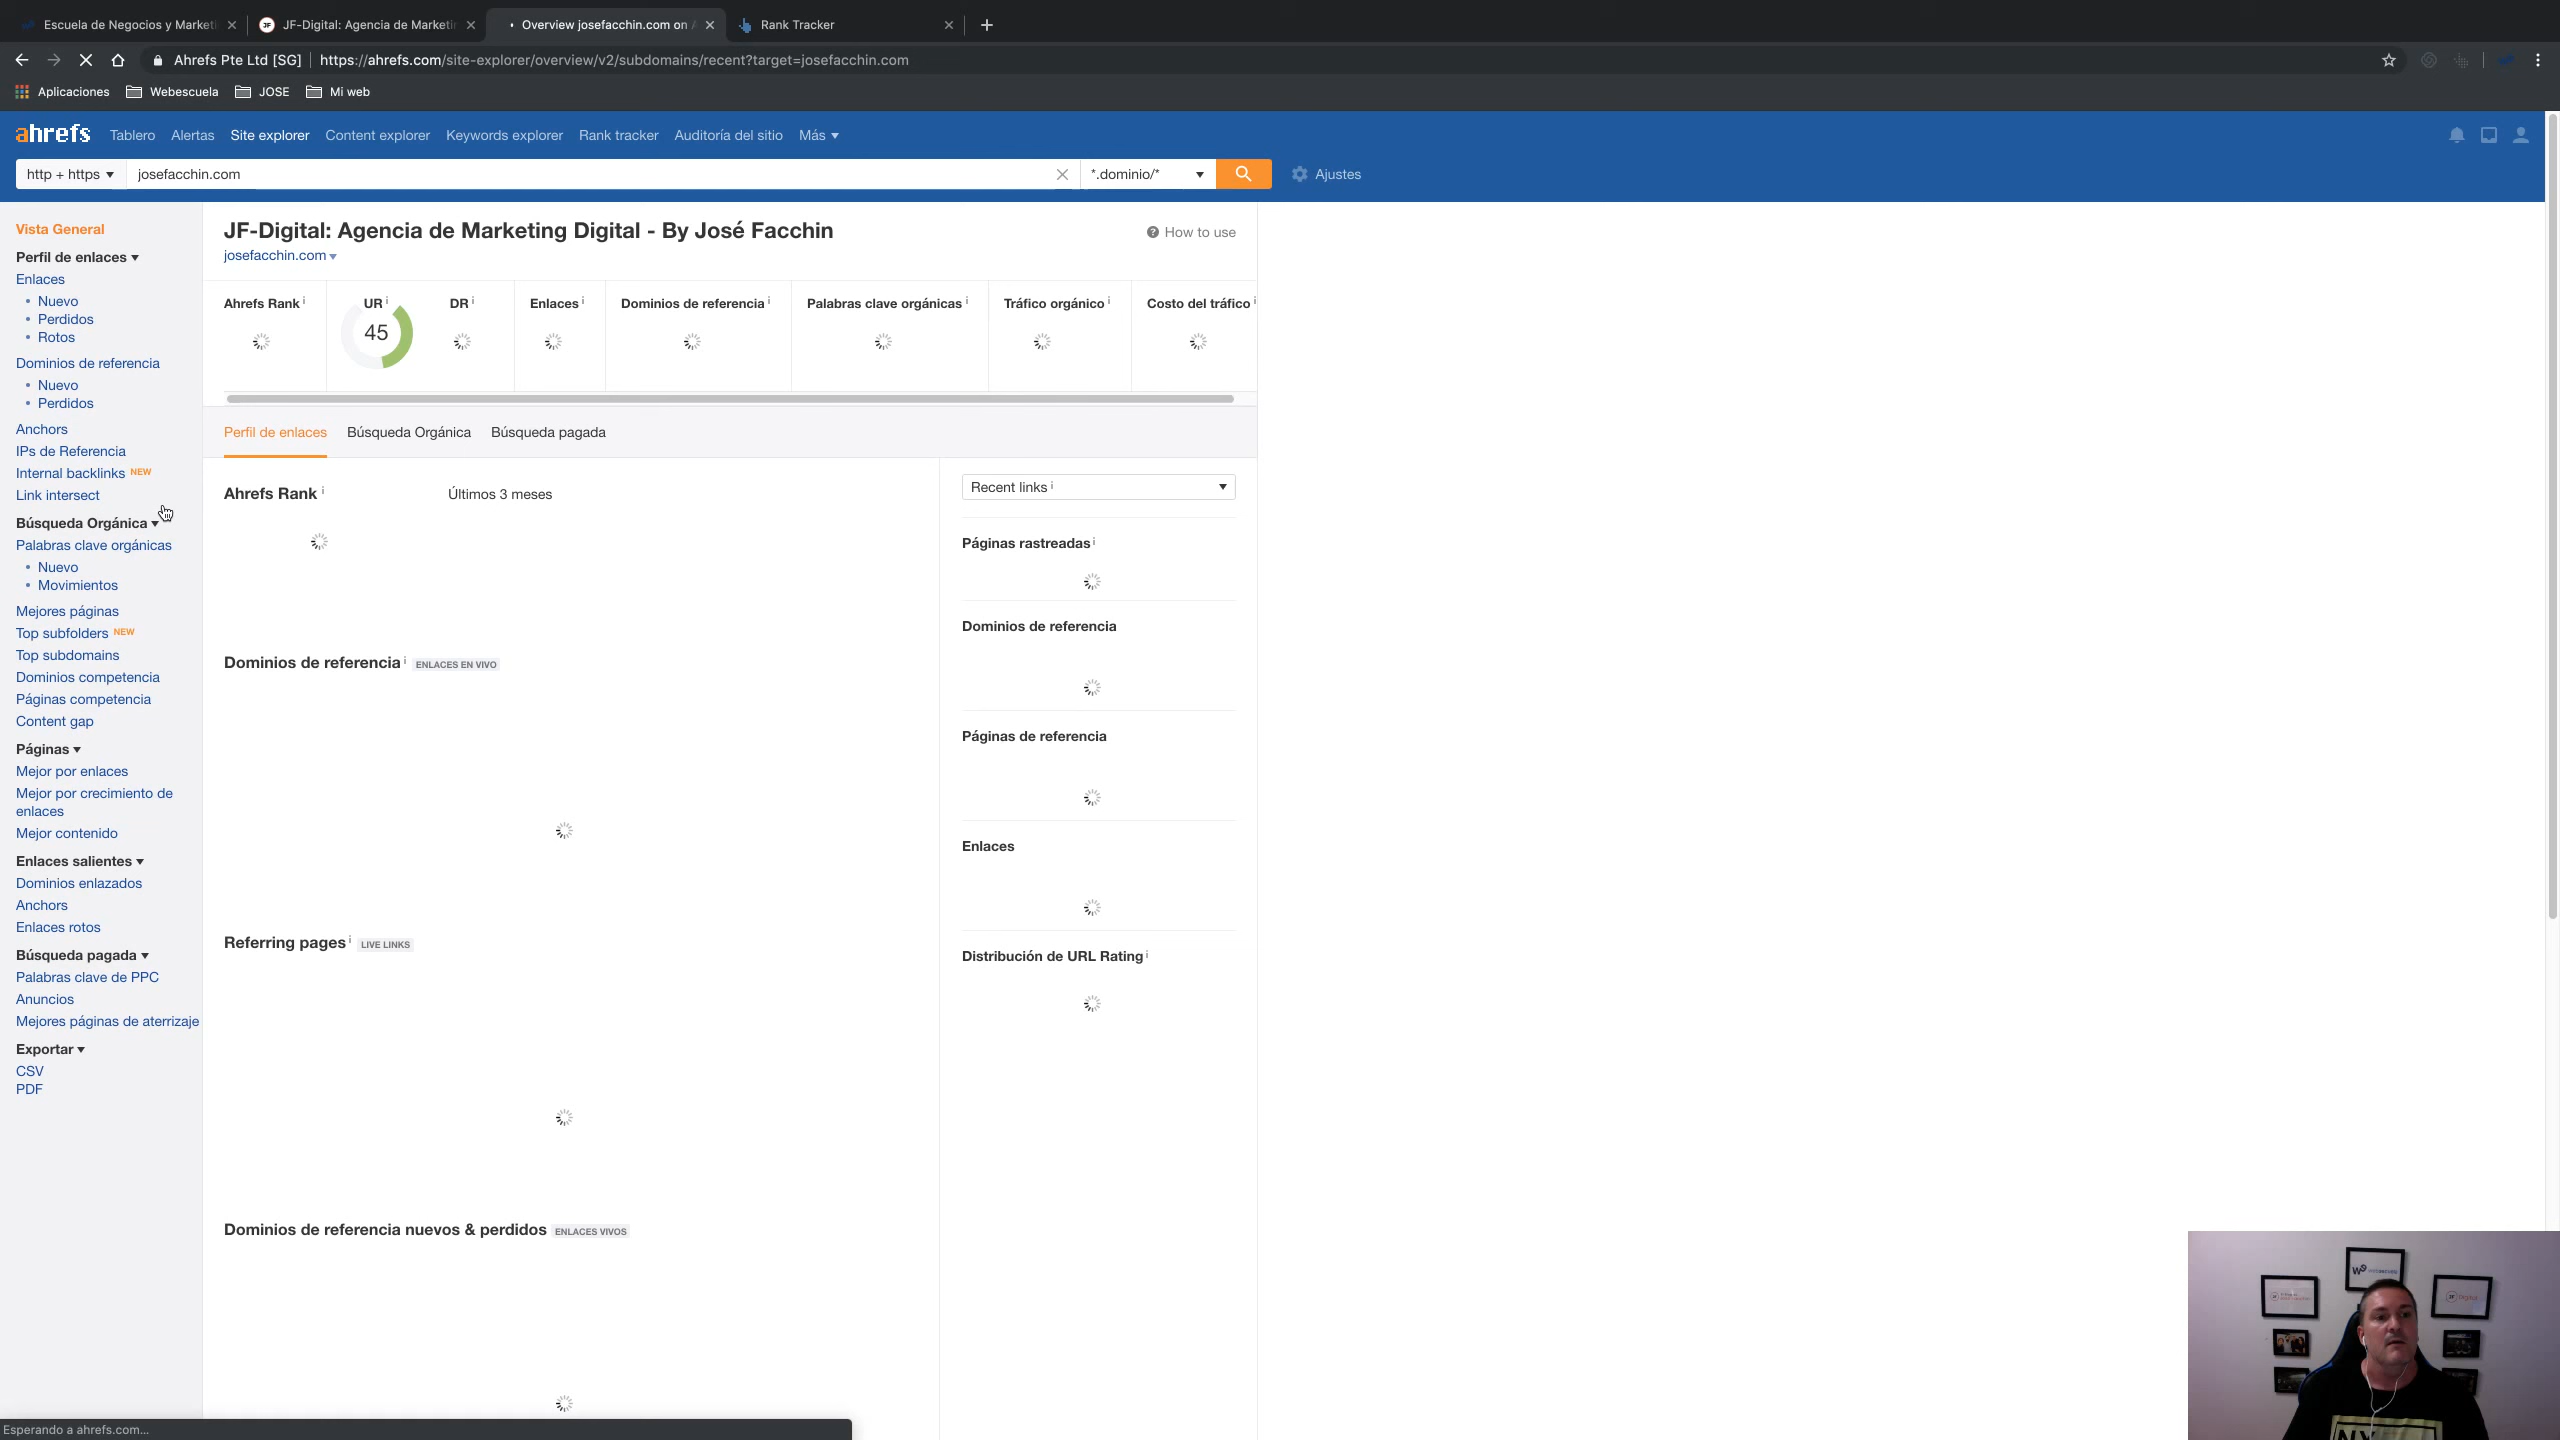 Escuela de Negocios y Marketi
JF-Digital: Agencia de Marketin
Overview josefacchin.com on A
Rank Tracker
Ahrefs Pte Ltd [SG] | https://ahrefs.com/site-explorer/overview/v2/subdomains/recent?target=josefacchin.com
Aplicaciones Webescuela JOSE Mi web
ahrefs Tablero Alertas Site explorer Content explorer Keywords explorer Rank tracker Auditoría del sitio Más
http + https josefacchin.com *.dominio/* Ajustes
Vista General
Perfil de enlaces
Enlaces
• Nuevo
• Perdidos
• Rotos
Dominios de referencia
• Nuevo
• Perdidos
Anchors
IPs de Referencia
Internal backlinks NEW
Link intersect
Búsqueda Orgánica
Palabras clave orgánicas
• Nuevo
• Movimientos
Mejores páginas
Top subfolders NEW
Top subdomains
Dominios competencia
Páginas competencia
Content gap
Páginas
Mejor por enlaces
Mejor por crecimiento de
enlaces
Mejor contenido
Enlaces salientes
Dominios enlazados
Anchors
Enlaces rotos
Búsqueda pagada
Palabras clave de PPC
Anuncios
Mejores páginas de aterrizaje
Exportar
CSV
PDF
JF-Digital: Agencia de Marketing Digital - By José Facchin
How to use
josefacchin.com
Ahrefs Rank i UR i DR i Enlaces i Dominios de referencia i Palabras clave orgánicas i Tráfico orgánico i Costo del tráfico i
45
Perfil de enlaces Búsqueda Orgánica Búsqueda pagada
Ahrefs Rank i Últimos 3 meses
Dominios de referencia i ENLACES EN VIVO
Referring pages i LIVE LINKS
Dominios de referencia nuevos & perdidos ENLACES VIVOS
Recent links i
Páginas rastreadas i
Dominios de referencia
Páginas de referencia
Enlaces
Distribución de URL Rating i
Esperando a ahrefs.com...